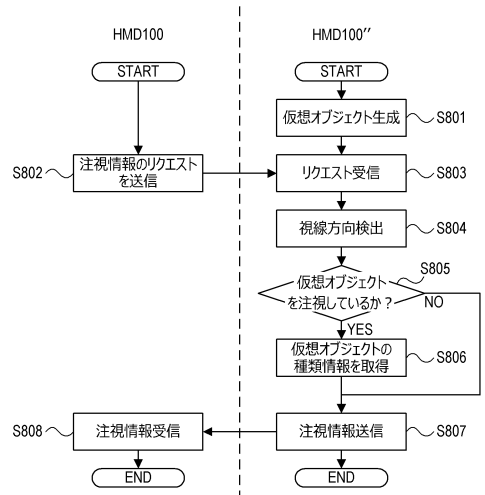 HMD100
HMD100″
START
START
仮想オブジェクト生成
S801
S802
注視情報のリクエスト
を送信
リクエスト受信
S803
視線方向検出
S804
仮想オブジェクト
を注視しているか？
S805
NO
YES
仮想オブジェクトの
種類情報を取得
S806
S808
注視情報受信
注視情報送信
S807
END
END